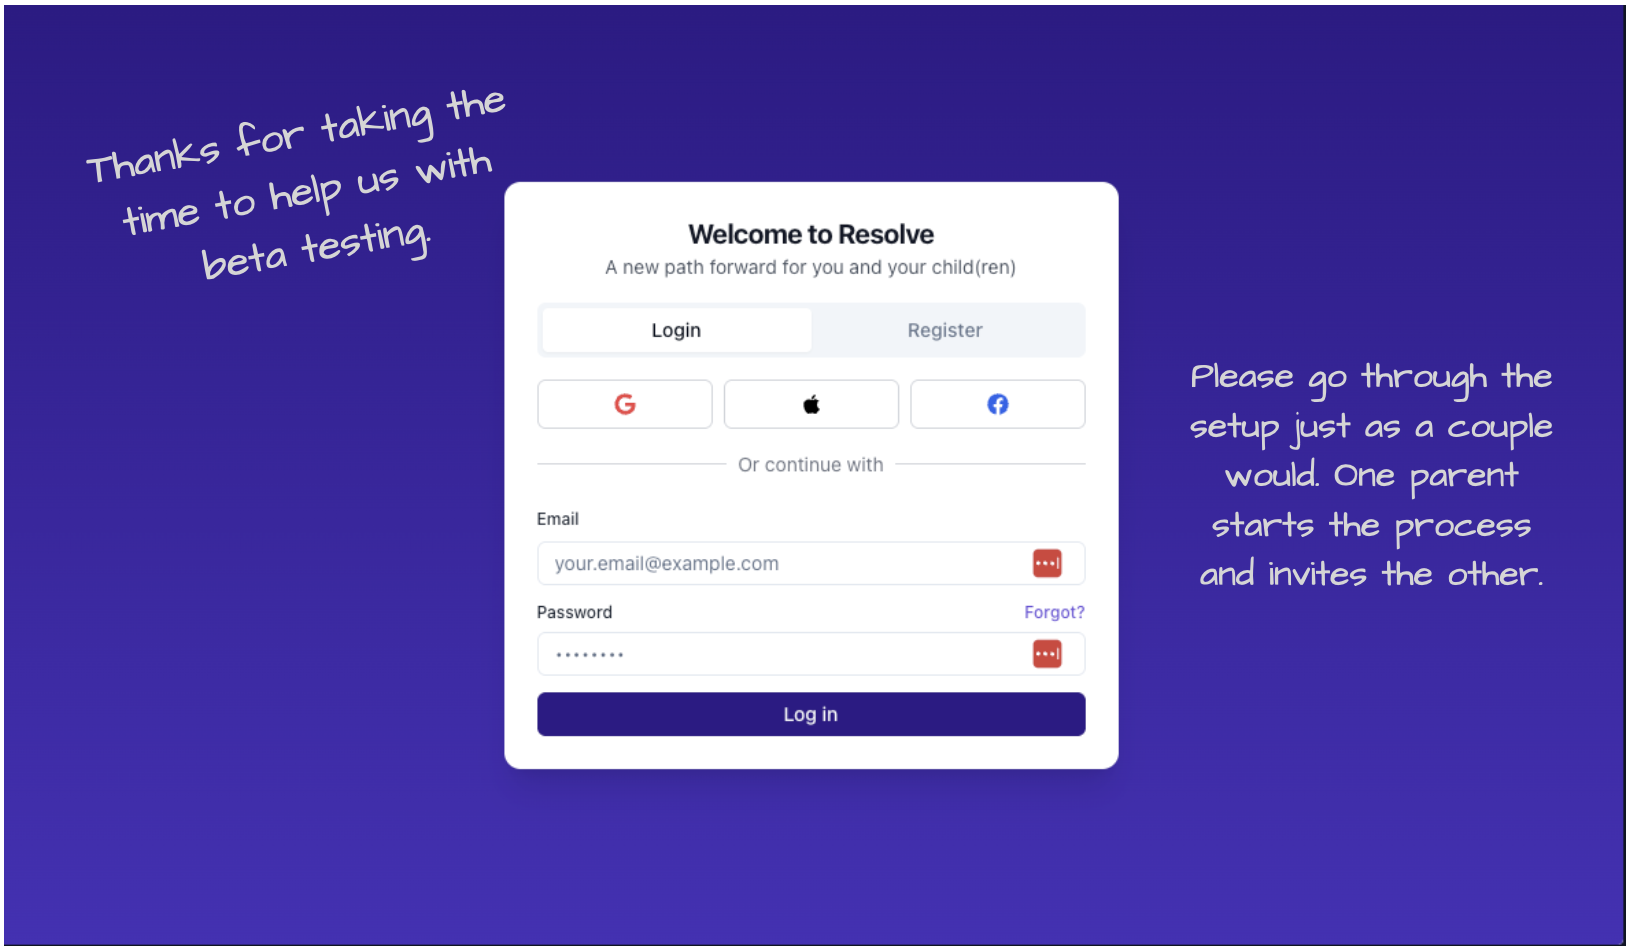 Thanks for taking the
time to help us with
beta testing.
Welcome to Resolve
A new path forward for you and your child(ren)
Login
Register
Or continue with
Email
your.email@example.com
Password
Forgot?
Log in
Please go through the
setup just as a couple
would. One parent
starts the process
and invites the other.